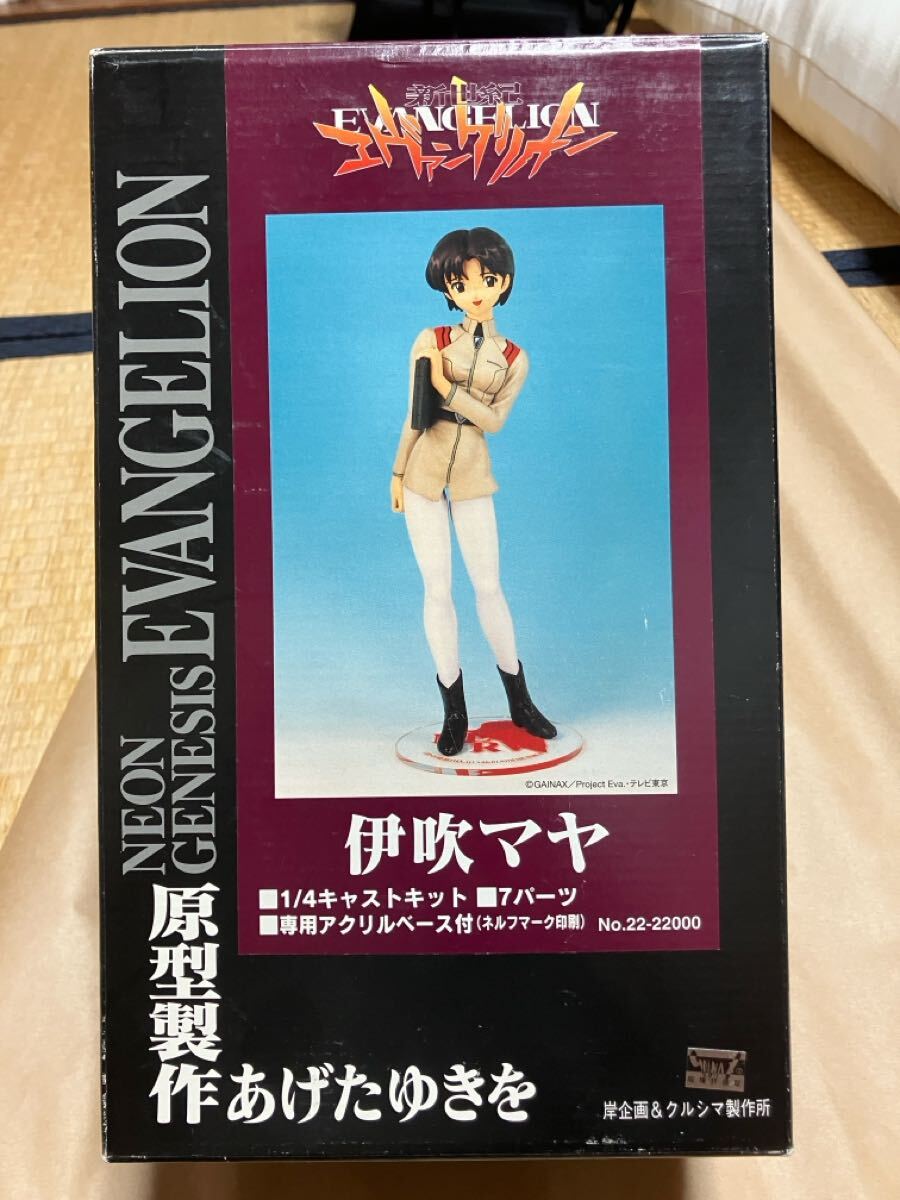 新世紀
EVANGELION
エヴァンゲリオン
NEON
GENESIS
EVANGELION
©GAINAX／Project Eva.・テレビ東京
伊吹マヤ
■1/4キャストキット ■7パーツ
■専用アクリルベース付(ネルフマーク印刷) No.22-22000
原型製作あげたゆきを
岸企画＆クルシマ製作所